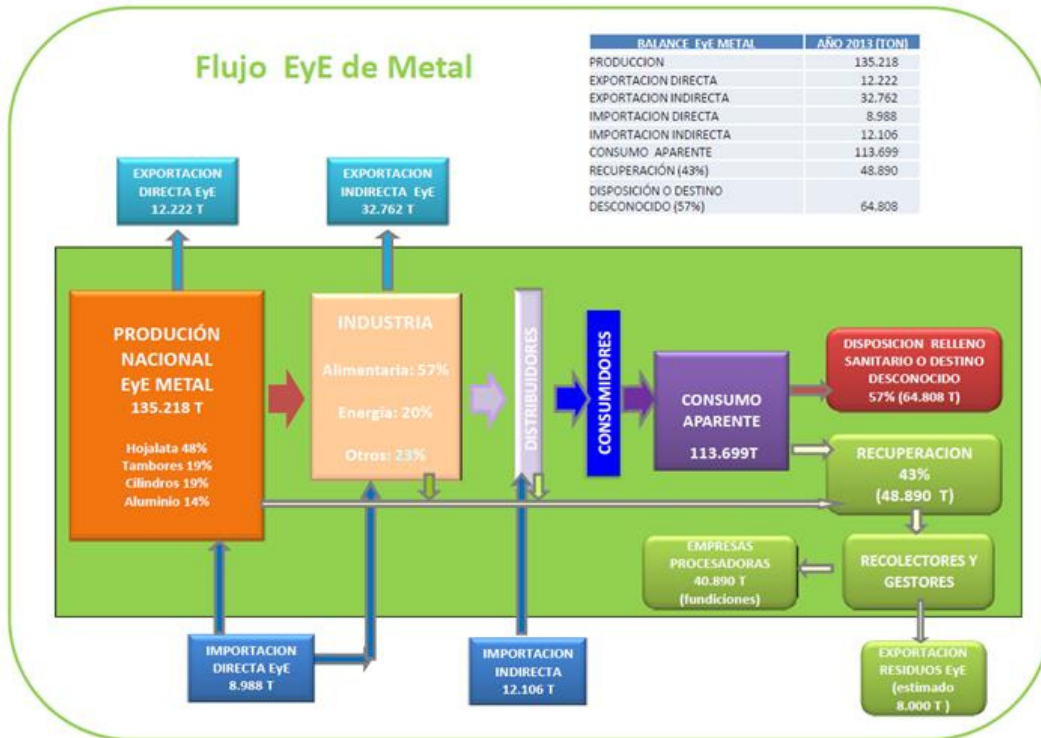 Flujo EyE de Metal
BALANCE EyE METAL AÑO 2013 (TON)
PRODUCCION 135.218
EXPORTACION DIRECTA 12.222
EXPORTACION INDIRECTA 32.762
IMPORTACION DIRECTA 8.988
IMPORTACION INDIRECTA 12.106
CONSUMO APARENTE 113.699
RECUPERACIÓN (43%) 48.890
DISPOSICIÓN O DESTINO
DESCONOCIDO (57%) 64.808
EXPORTACION
DIRECTA EyE
12.222 T
EXPORTACION
INDIRECTA EyE
32.762 T
PRODUCIÓN
NACIONAL
EyE METAL
135.218 T
Hojalata 48%
Tambores 19%
Cilindros 19%
Aluminio 14%
INDUSTRIA
Alimentaria: 57%
Energía: 20%
Otros: 23%
DISTRIBUIDORES
CONSUMIDORES
CONSUMO
APARENTE
113.699T
DISPOSICION RELLENO
SANITARIO O DESTINO
DESCONOCIDO
57% (64.808 T)
RECUPERACION
43%
(48.890 T)
EMPRESAS
PROCESADORAS
40.890 T
(fundiciones)
RECOLECTORES Y
GESTORES
IMPORTACION
DIRECTA EyE
8.988 T
IMPORTACION
INDIRECTA
12.106 T
EXPORTACION
RESIDUOS EyE
(estimado
8.000 T )